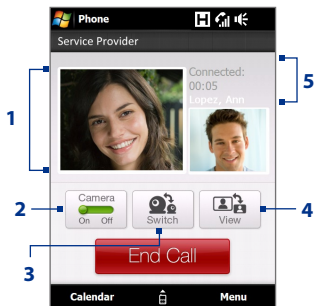 Phone
H
Service Provider
Connected:
00:05
Lopez, Ann
1
5
Camera
On Off
Switch
View
2
3
4
End Call
Calendar
Menu